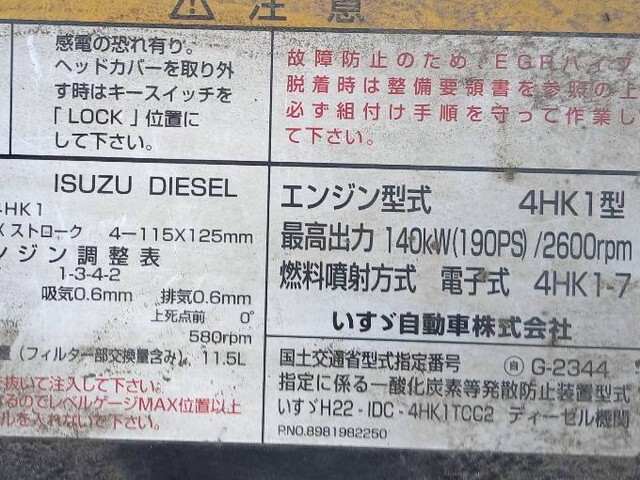 ⚠ 注意
感電の恐れ有り。
ヘッドカバーを取り外
す時はキースイッチを
「LOCK」位置に
して下さい。
故障防止のため、EGRパイプ
脱着時は整備要領書を参照の上
必ず組付け手順を守って作業し
て下さい。
ISUZU DIESEL
4HK1
×ストローク 4-115X125mm
ンジン調整表
1-3-4-2
吸気0.6mm 排気0.6mm
上死点前 0°
580rpm
量(フィルター部交換量含み) 11.5L
抜いて注入して下さい。
なるのでレベルゲージMAX位置以上
ルを入れないで下さい。
エンジン型式 4HK1型
最高出力 140kW(190PS)/2600rpm
燃料噴射方式 電子式 4HK1-7
いすゞ自動車株式会社
国土交通省型式指定番号 ㊐ G-2344
指定に係る一酸化炭素等発散防止装置型式
いすゞH22-IDC-4HK1TCC2 ディーゼル機関
P.NO.8981982250